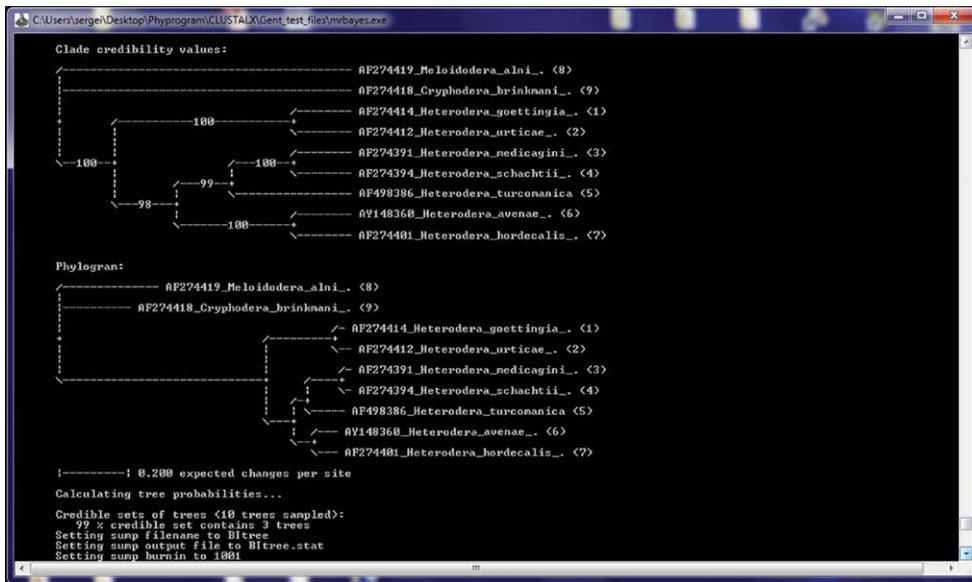 C:\Users\sergei\Desktop\Phyprogram\CLUSTALX\Gent_test_files\mrbayes.exe
Clade credibility values:
AF274419_Meloidodera_alni_. (8)
AF274418_Cryphodera_brinkmani_. (9)
AF274414_Heterodera_goettingia_. (1)
100
AF274412_Heterodera_urticae_. (2)
AF274391_Heterodera_medicagini_. (3)
100
100
AF274394_Heterodera_schachtii_. (4)
99
AF498386_Heterodera_turcomanica (5)
98
AY148360_Heterodera_avenae_. (6)
100
AF274401_Heterodera_hordecalis_. (7)
Phylogram:
AF274419_Meloidodera_alni_. (8)
AF274418_Cryphodera_brinkmani_. (9)
AF274414_Heterodera_goettingia_. (1)
AF274412_Heterodera_urticae_. (2)
AF274391_Heterodera_medicagini_. (3)
AF274394_Heterodera_schachtii_. (4)
AF498386_Heterodera_turcomanica (5)
AY148360_Heterodera_avenae_. (6)
AF274401_Heterodera_hordecalis_. (7)
|---------| 0.200 expected changes per site
Calculating tree probabilities...
Credible sets of trees (10 trees sampled):
99 % credible set contains 3 trees
Setting sump filename to BItree
Setting sump output file to BItree.stat
Setting sump burnin to 1001